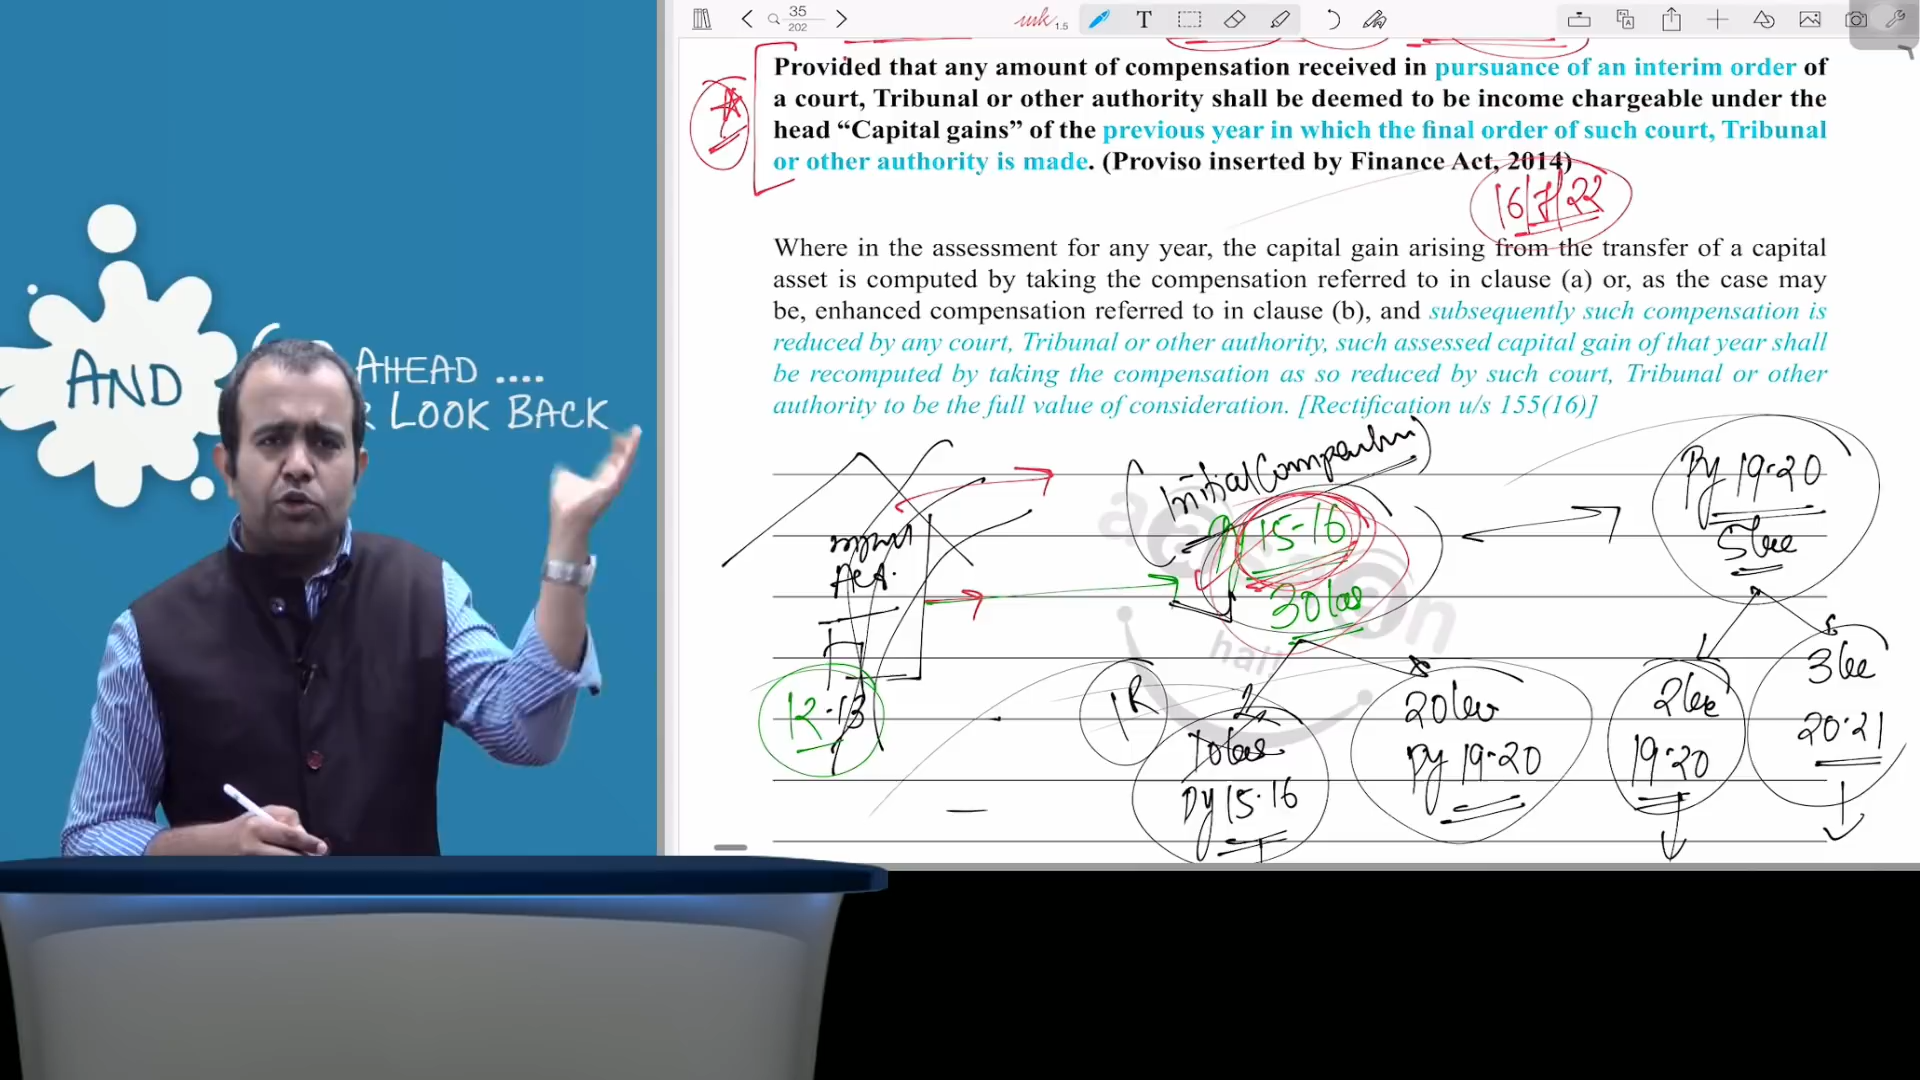 35
202
1.5
T
Provided that any amount of compensation received in pursuance of an interim order of
a court, Tribunal or other authority shall be deemed to be income chargeable under the
head “Capital gains” of the previous year in which the final order of such court, Tribunal
or other authority is made. (Proviso inserted by Finance Act, 2014)
16/7/22
Where in the assessment for any year, the capital gain arising from the transfer of a capital
asset is computed by taking the compensation referred to in clause (a) or, as the case may
be, enhanced compensation referred to in clause (b), and subsequently such compensation is
reduced by any court, Tribunal or other authority, such assessed capital gain of that year shall
be recomputed by taking the compensation as so reduced by such court, Tribunal or other
authority to be the full value of consideration. [Rectification u/s 155(16)]
AND
AHEAD ....
LOOK BACK
Initial
PY 19-20
15-16
30 lac
12-13
10 lac
PY 15-16
PY 19-20
19-20
20-21